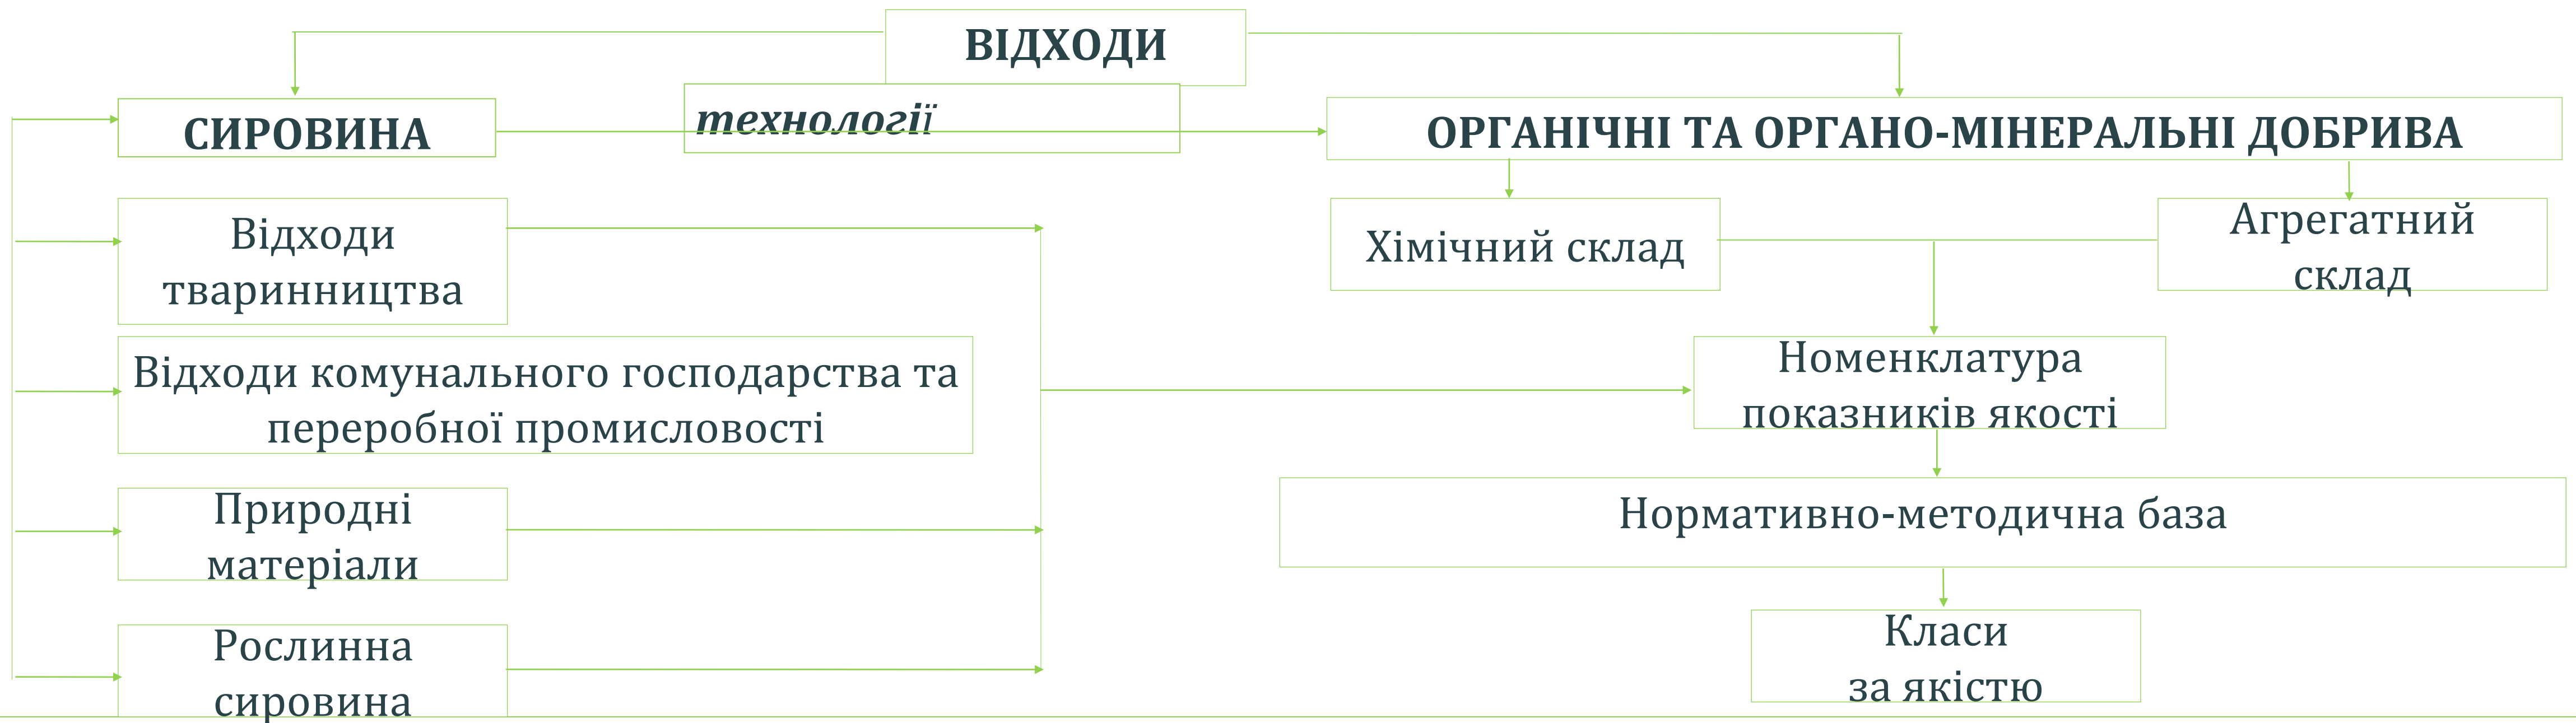 ВІДХОДИ
технології
СИРОВИНА
ОРГАНІЧНІ ТА ОРГАНО-МІНЕРАЛЬНІ ДОБРИВА
Відходи
тваринництва
Хімічний склад
Агрегатний
склад
Відходи комунального господарства та
переробної промисловості
Номенклатура
показників якості
Природні
матеріали
Нормативно-методична база
Рослинна
сировина
Класи
за якістю